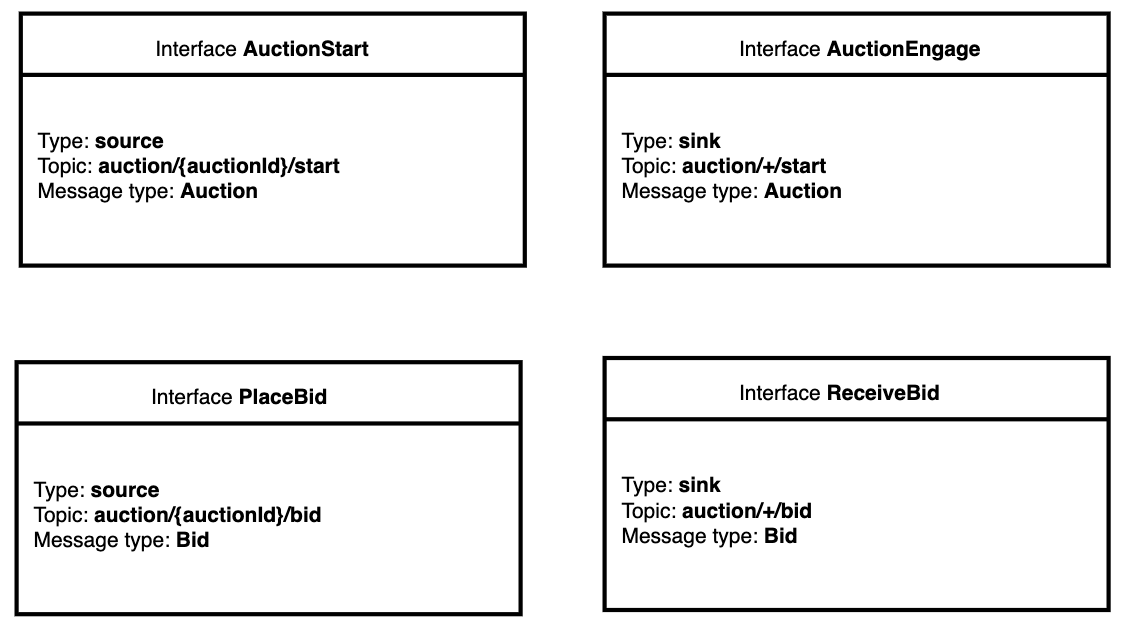 Interface AuctionStart
Type: source
Topic: auction/{auctionId}/start
Message type: Auction
Interface AuctionEngage
Type: sink
Topic: auction/+/start
Message type: Auction
Interface PlaceBid
Type: source
Topic: auction/{auctionId}/bid
Message type: Bid
Interface ReceiveBid
Type: sink
Topic: auction/+/bid
Message type: Bid